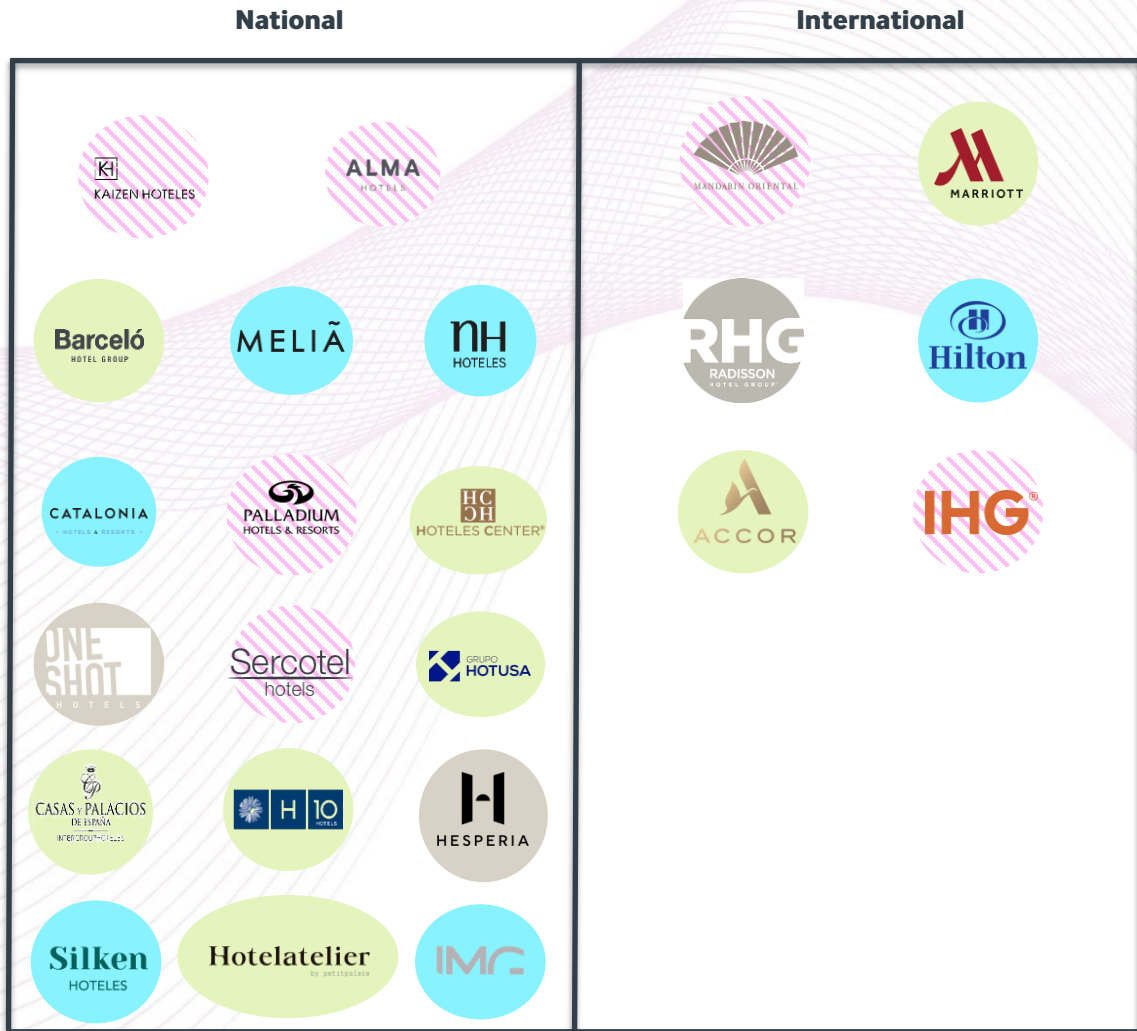 National
International
KH
KAIZEN HOTELES
ALMA
HOTELS
MANDARIN ORIENTAL
MARRIOTT
Barceló
HOTEL GROUP
MELIÃ
nH
HOTELES
RHG
RADISSON
HOTEL GROUP
Hilton
CATALONIA
- HOTELS & RESORTS -
PALLADIUM
HOTELS & RESORTS
HC
HOTELES CENTER®
ACCOR
IHG®
ONE
SHOT
HOTELS
Sercotel
hotels
GRUPO
HOTUSA
CP
CASAS y PALACIOS
DE ESPAÑA
H 10
HOTELS
HESPERIA
Silken
HOTELES
Hotelatelier
by petitpalace
IMG